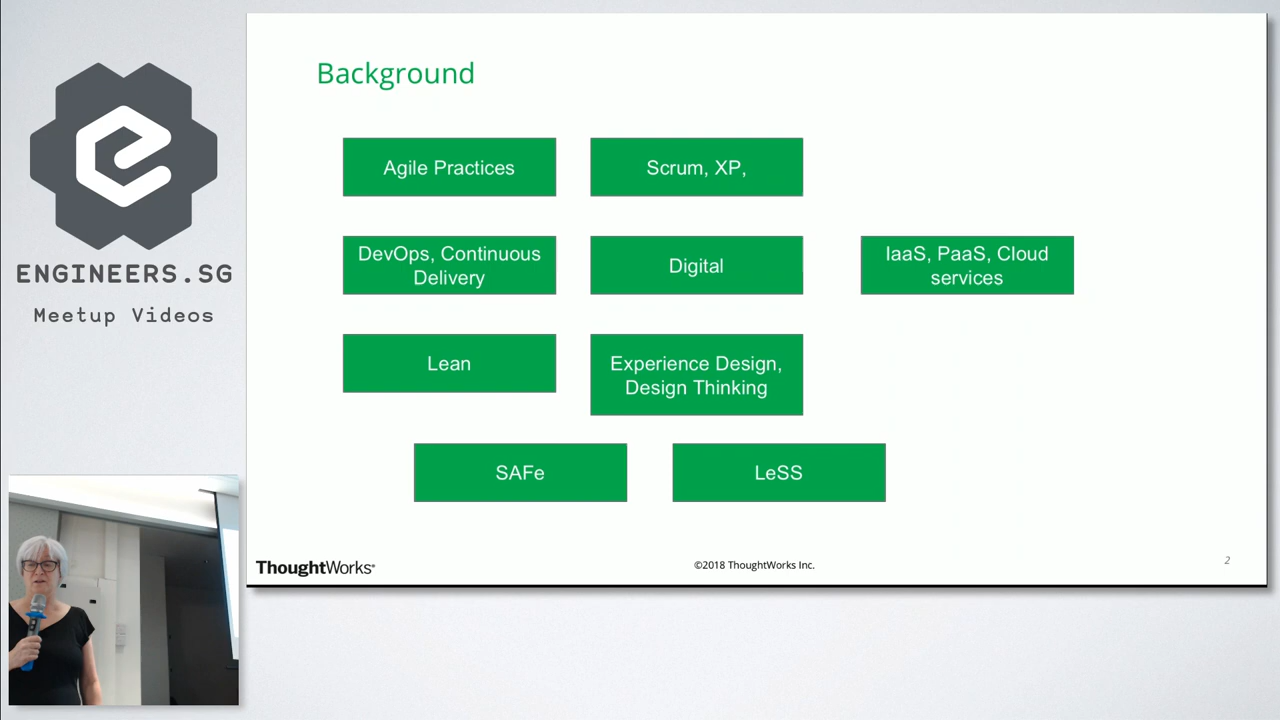 ENGINEERS.SG
Meetup Videos
Background
Agile Practices
Scrum, XP,
DevOps, Continuous
Delivery
Digital
IaaS, PaaS, Cloud
services
Lean
Experience Design,
Design Thinking
SAFe
LeSS
ThoughtWorks®
©2018 ThoughtWorks Inc.
2